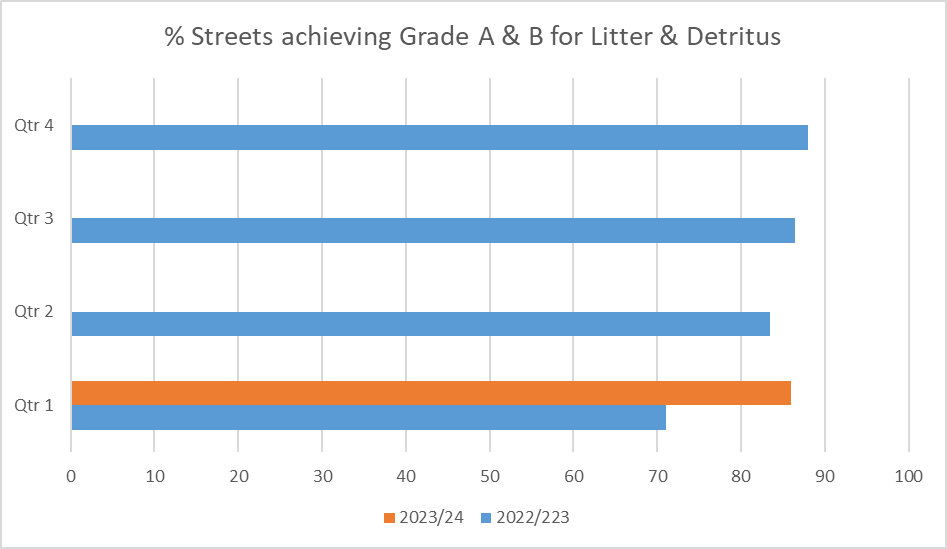 % Streets achieving Grade A & B for Litter & Detritus
Qtr 4
Qtr 3
Qtr 2
Qtr 1
0 10 20 30 40 50 60 70 80 90 100
2023/24 2022/223